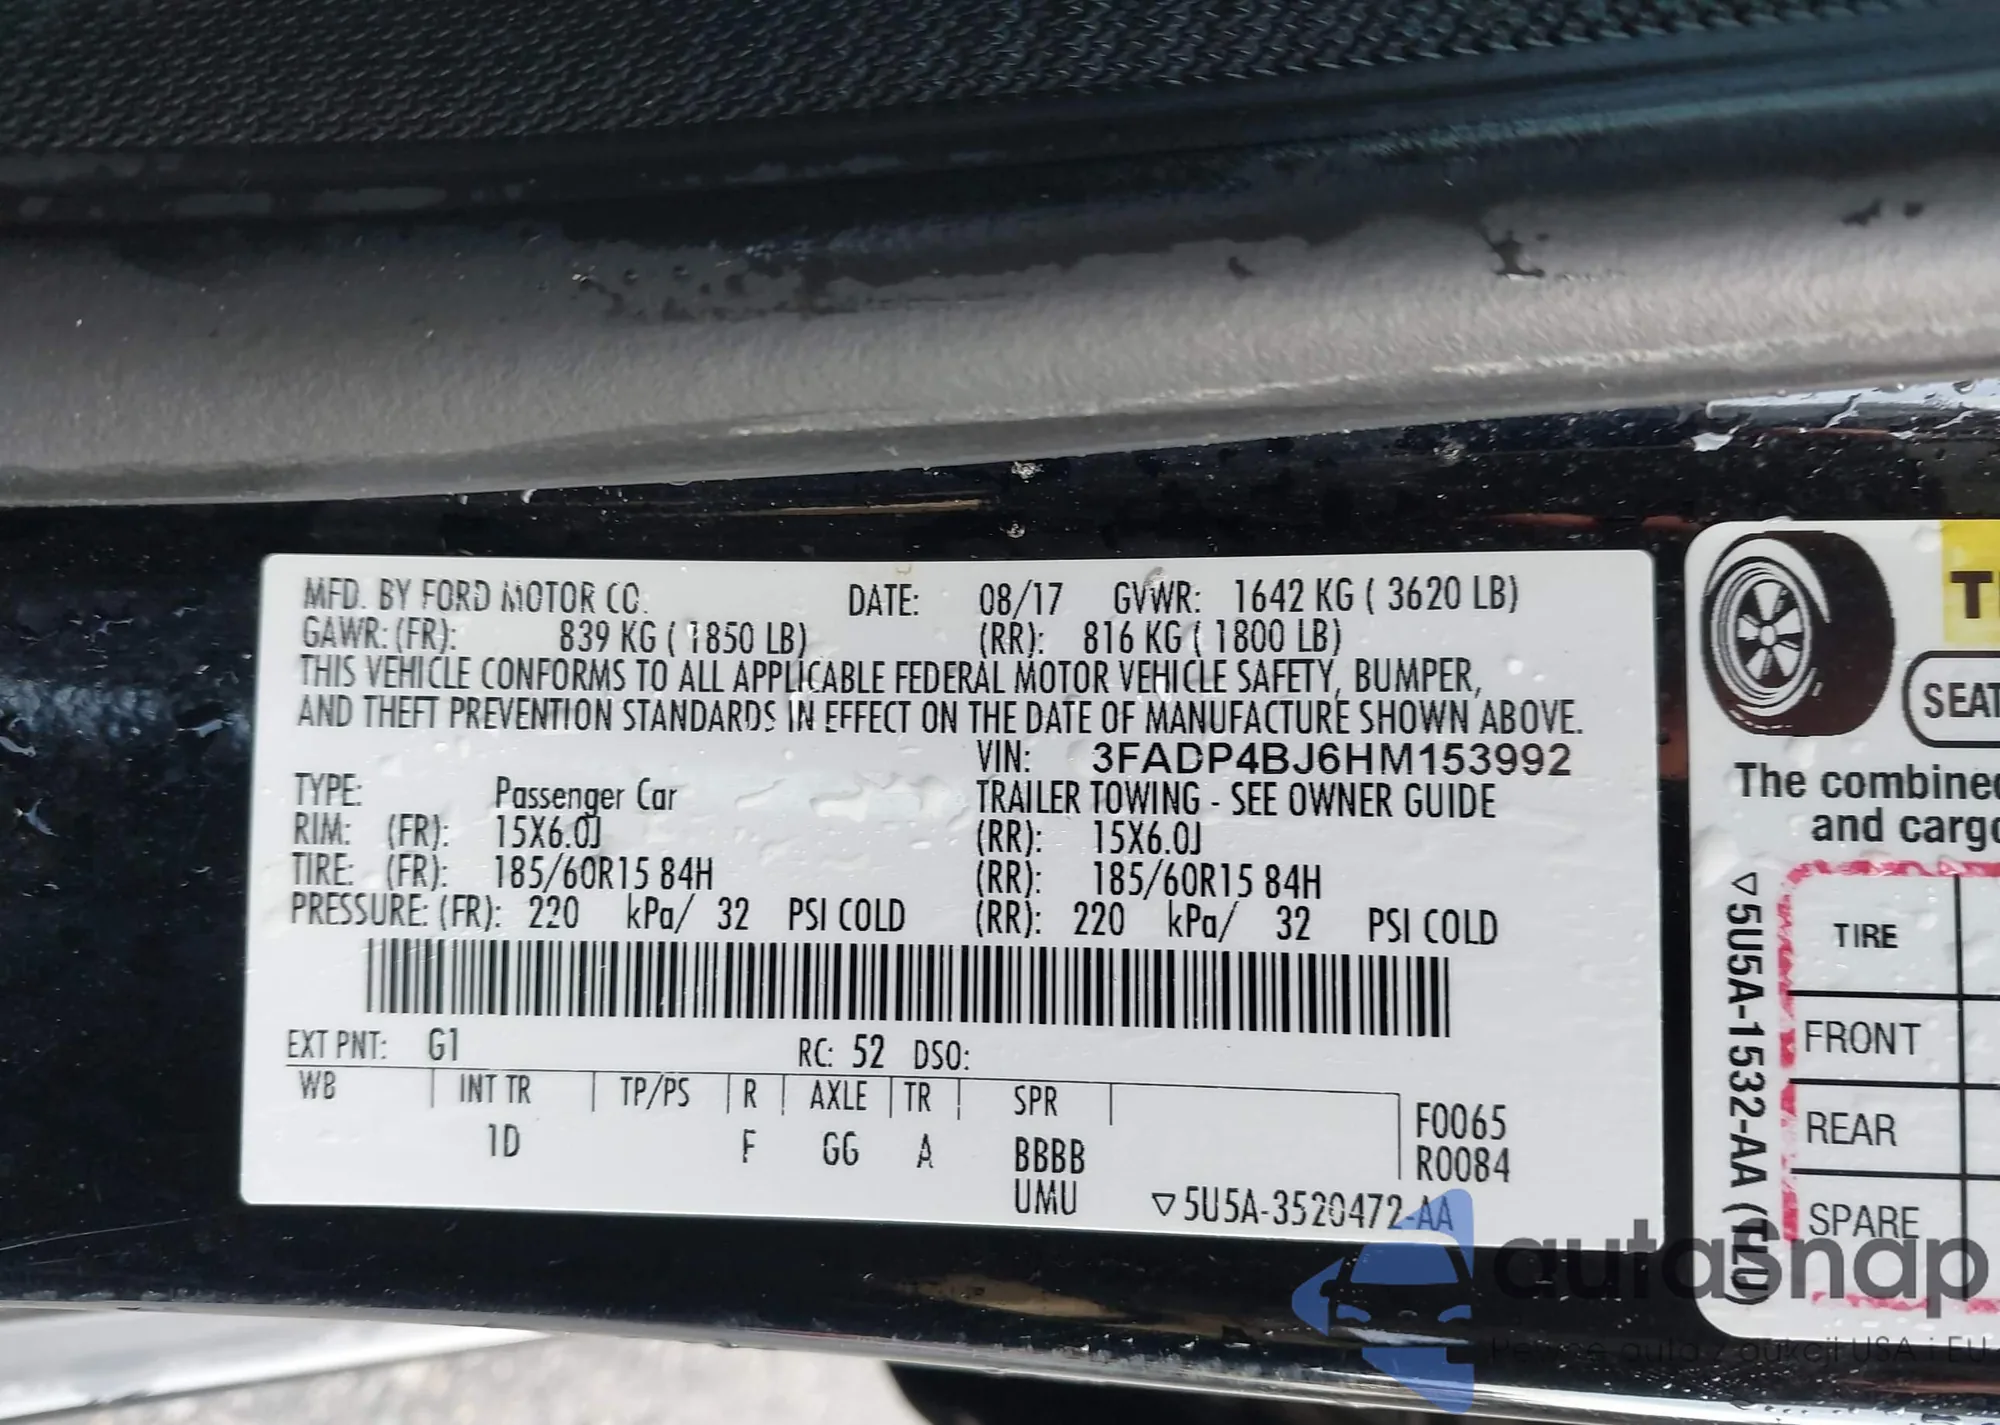 MFD. BY FORD MOTOR CO. DATE: 08/17 GVWR: 1642 KG ( 3620 LB)
GAWR: (FR): 839 KG ( 1850 LB) (RR): 816 KG ( 1800 LB)
THIS VEHICLE CONFORMS TO ALL APPLICABLE FEDERAL MOTOR VEHICLE SAFETY, BUMPER,
AND THEFT PREVENTION STANDARDS IN EFFECT ON THE DATE OF MANUFACTURE SHOWN ABOVE.
VIN: 3FADP4BJ6HM153992
TYPE: Passenger Car TRAILER TOWING - SEE OWNER GUIDE
RIM: (FR): 15X6.0J (RR): 15X6.0J
TIRE: (FR): 185/60R15 84H (RR): 185/60R15 84H
PRESSURE: (FR): 220 kPa/ 32 PSI COLD (RR): 220 kPa/ 32 PSI COLD
EXT PNT: G1 RC: 52 DSO:
WB INT TR TP/PS R AXLE TR SPR
1D F GG A BBBB
UMU
F0065
R0084
▽5U5A-3520472-AA
SEAT
The combined
and cargo
▽5U5A-1532-AA
TIRE
FRONT
REAR
SPARE
autasnap
Pewne auta z aukcji USA i EU